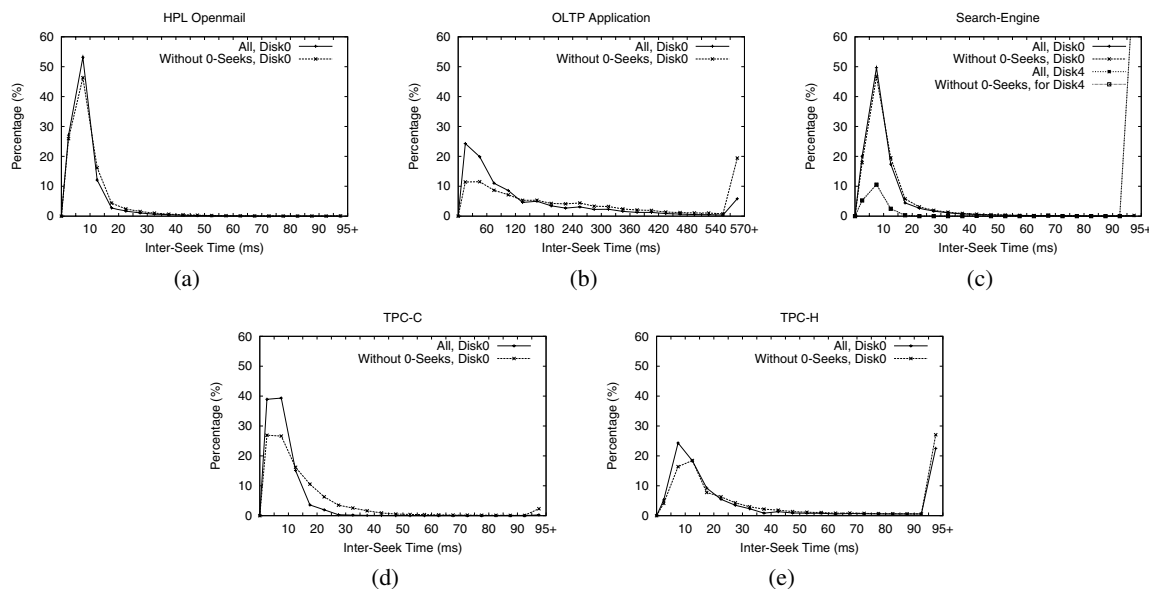 HPL Openmail
60
50
40
30
20
10
0
Percentage (%)
All, Disk0
Without 0-Seeks, Disk0
10 20 30 40 50 60 70 80 90 95+
Inter-Seek Time (ms)
(a)
OLTP Application
60
50
40
30
20
10
0
Percentage (%)
All, Disk0
Without 0-Seeks, Disk0
60 120 180 240 300 360 420 480 540 570+
Inter-Seek Time (ms)
(b)
Search-Engine
60
50
40
30
20
10
0
Percentage (%)
All, Disk0
Without 0-Seeks, Disk0
All, Disk4
Without 0-Seeks, for Disk4
10 20 30 40 50 60 70 80 90 95+
Inter-Seek Time (ms)
(c)
TPC-C
60
50
40
30
20
10
0
Percentage (%)
All, Disk0
Without 0-Seeks, Disk0
10 20 30 40 50 60 70 80 90 95+
Inter-Seek Time (ms)
(d)
TPC-H
60
50
40
30
20
10
0
Percentage (%)
All, Disk0
Without 0-Seeks, Disk0
10 20 30 40 50 60 70 80 90 95+
Inter-Seek Time (ms)
(e)